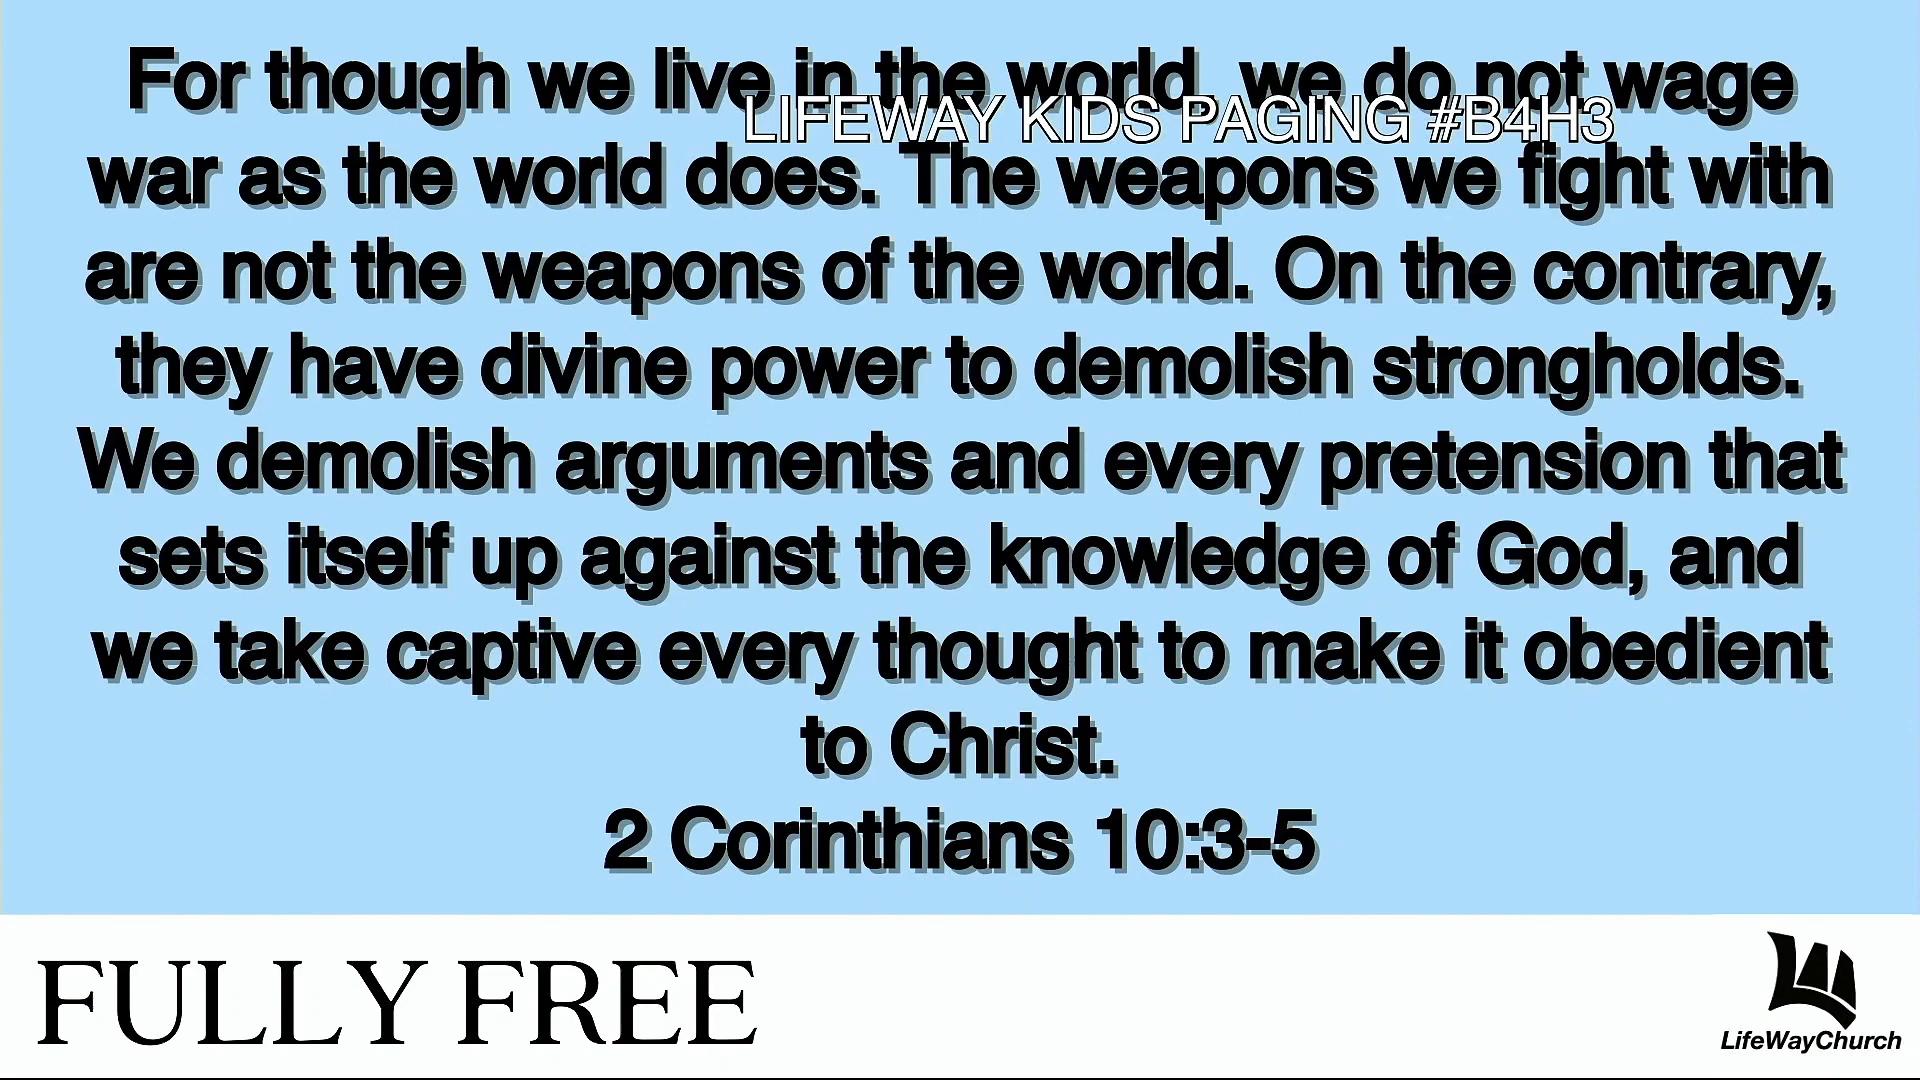 For though we live in the world, we do not wage
LIFEWAY KIDS PAGING #B4H3
war as the world does. The weapons we fight with
are not the weapons of the world. On the contrary,
they have divine power to demolish strongholds.
We demolish arguments and every pretension that
sets itself up against the knowledge of God, and
we take captive every thought to make it obedient
to Christ.
2 Corinthians 10:3-5
FULLY FREE
LifeWayChurch